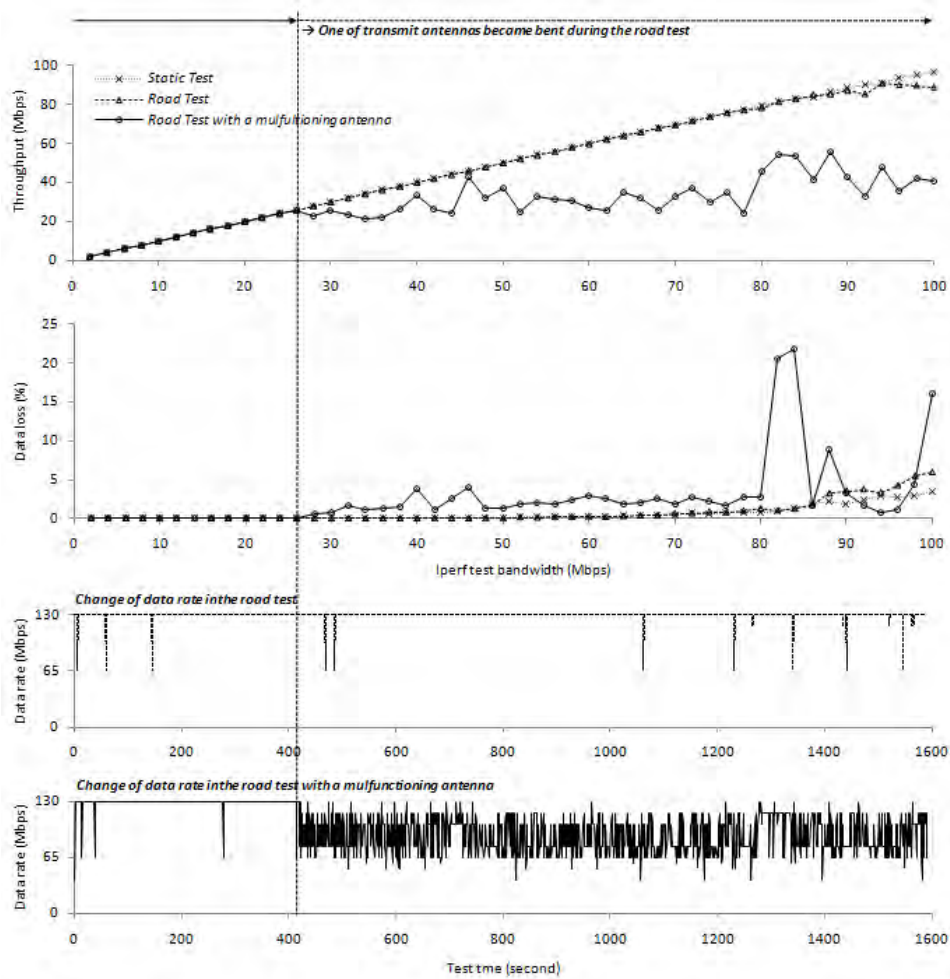 → One of transmit antennas became bent during the road test
Static Test
Road Test
Road Test with a mulfultioning antenna
Throughput (Mbps)
100
80
60
40
20
0
0 10 20 30 40 50 60 70 80 90 100
Data loss (%)
25
20
15
10
5
0
0 10 20 30 40 50 60 70 80 90 100
Iperf test bandwidth (Mbps)
Change of data rate inthe road test
Data rate (Mbps)
130
65
0
0 200 400 600 800 1000 1200 1400 1600
Change of data rate inthe road test with a mulfunctioning antenna
Data rate (Mbps)
130
65
0
0 200 400 600 800 1000 1200 1400 1600
Test tme (second)